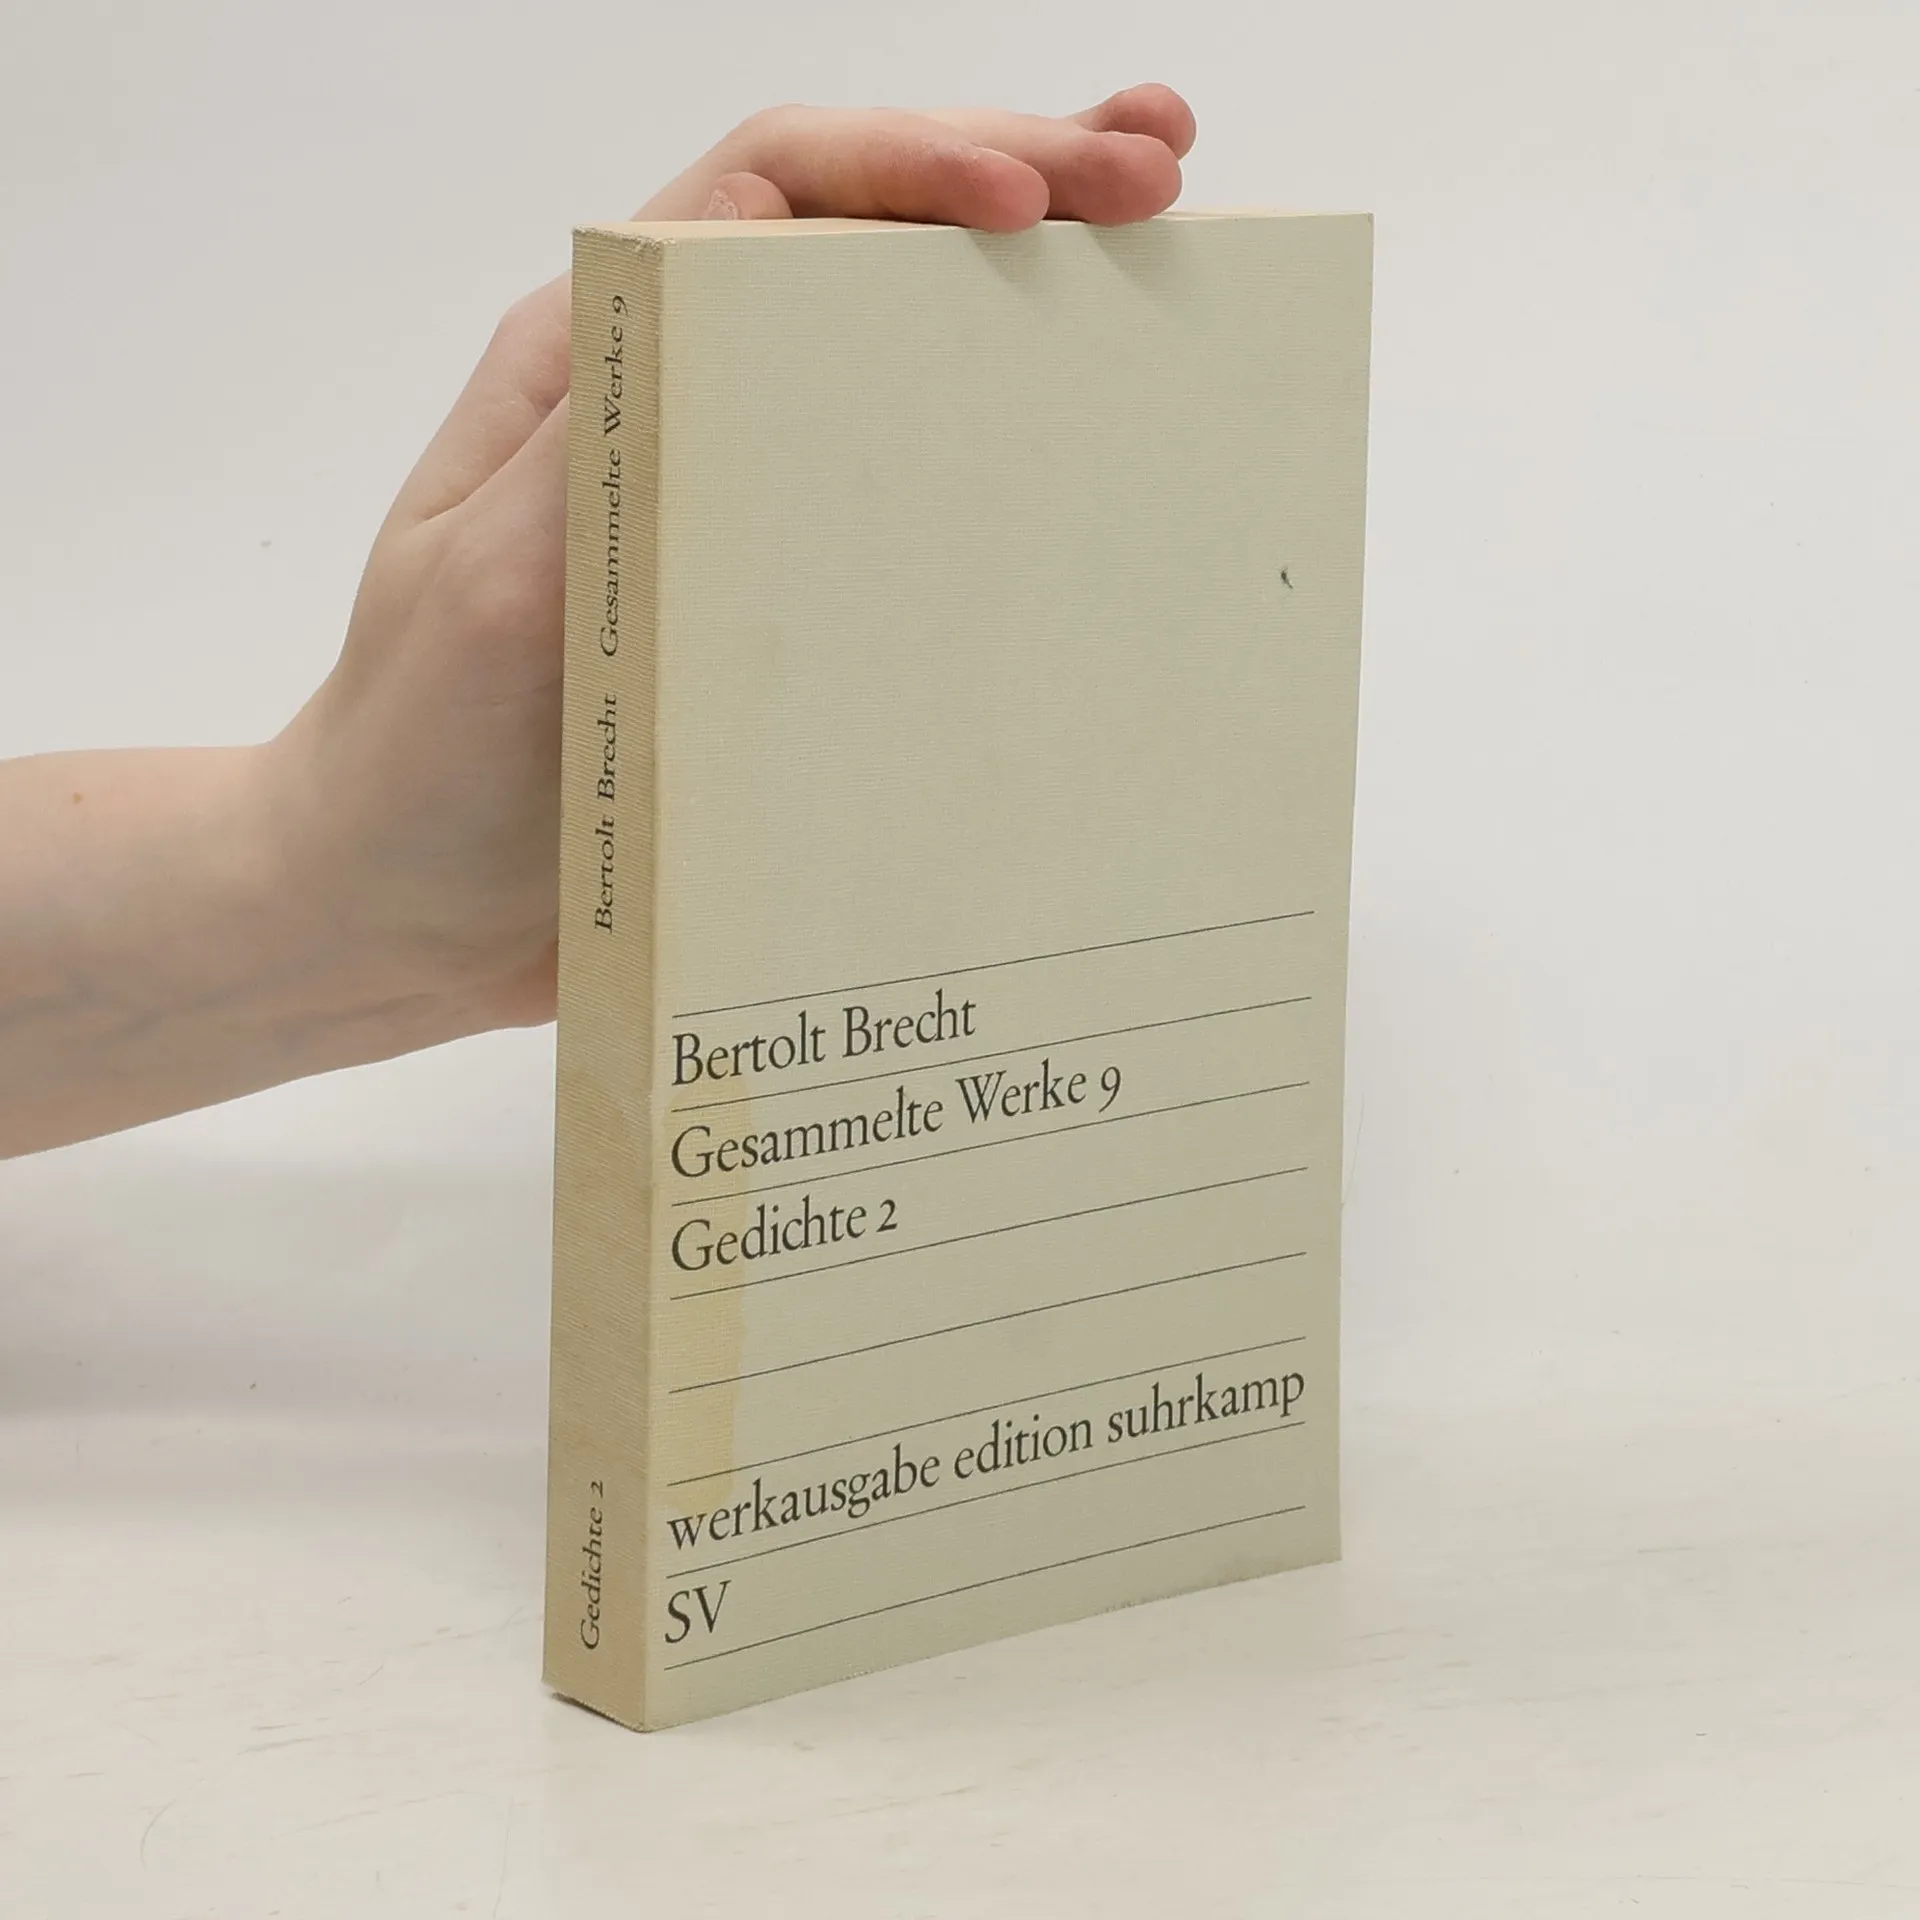 Bertolt Brecht Gesammelte Werke 9
Gedichte 2
Bertolt Brecht
Gesammelte Werke 9
Gedichte 2
werkausgabe edition suhrkamp
SV